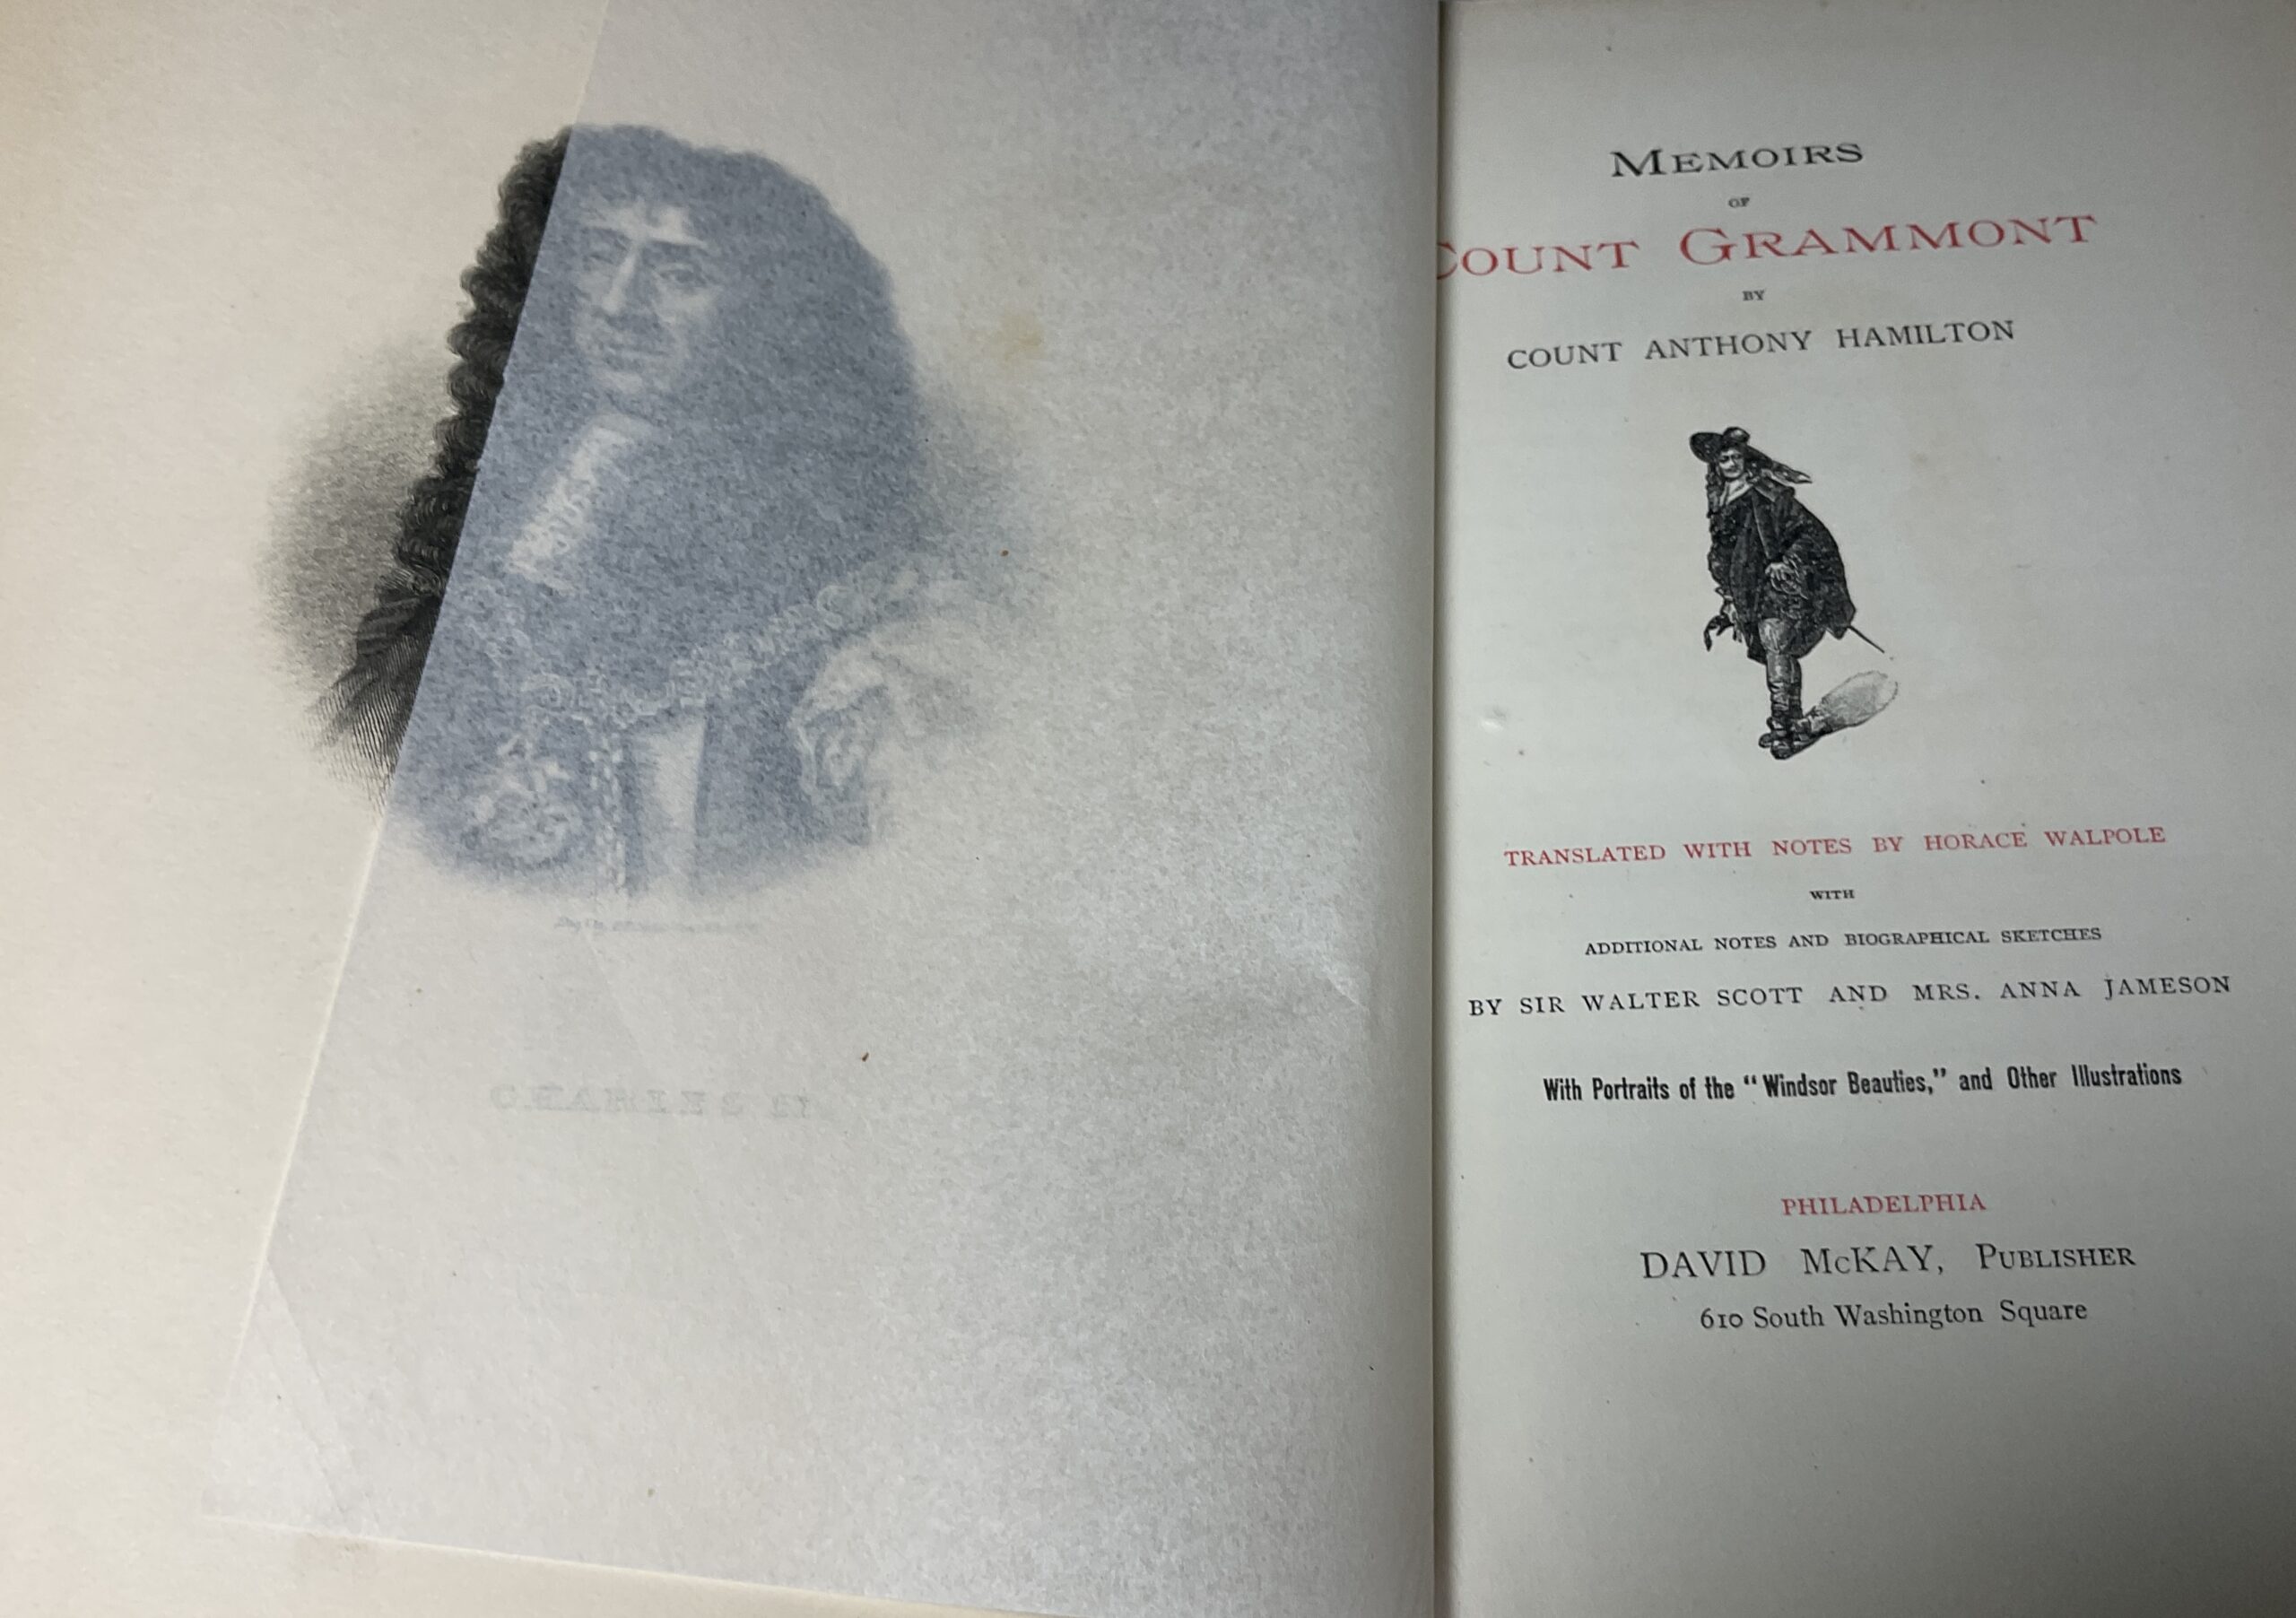 MEMOIRS
OF
COUNT GRAMMONT
BY
COUNT ANTHONY HAMILTON
TRANSLATED WITH NOTES BY HORACE WALPOLE
WITH
ADDITIONAL NOTES AND BIOGRAPHICAL SKETCHES
BY SIR WALTER SCOTT AND MRS. ANNA JAMESON
With Portraits of the “Windsor Beauties,” and Other Illustrations
PHILADELPHIA
DAVID McKAY, PUBLISHER
610 South Washington Square